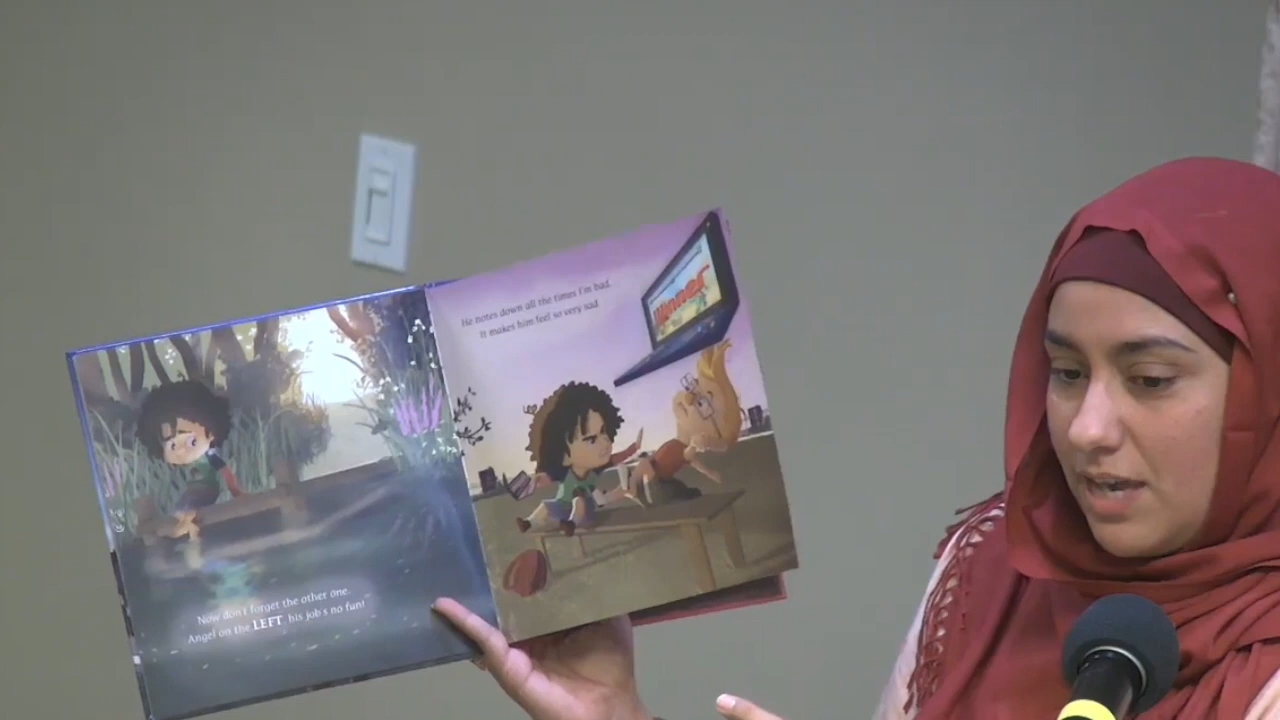 Now don't forget the other one.
Angel on the LEFT, his job's no fun!
He notes down all the times I'm bad.
It makes him feel so very sad
Winner